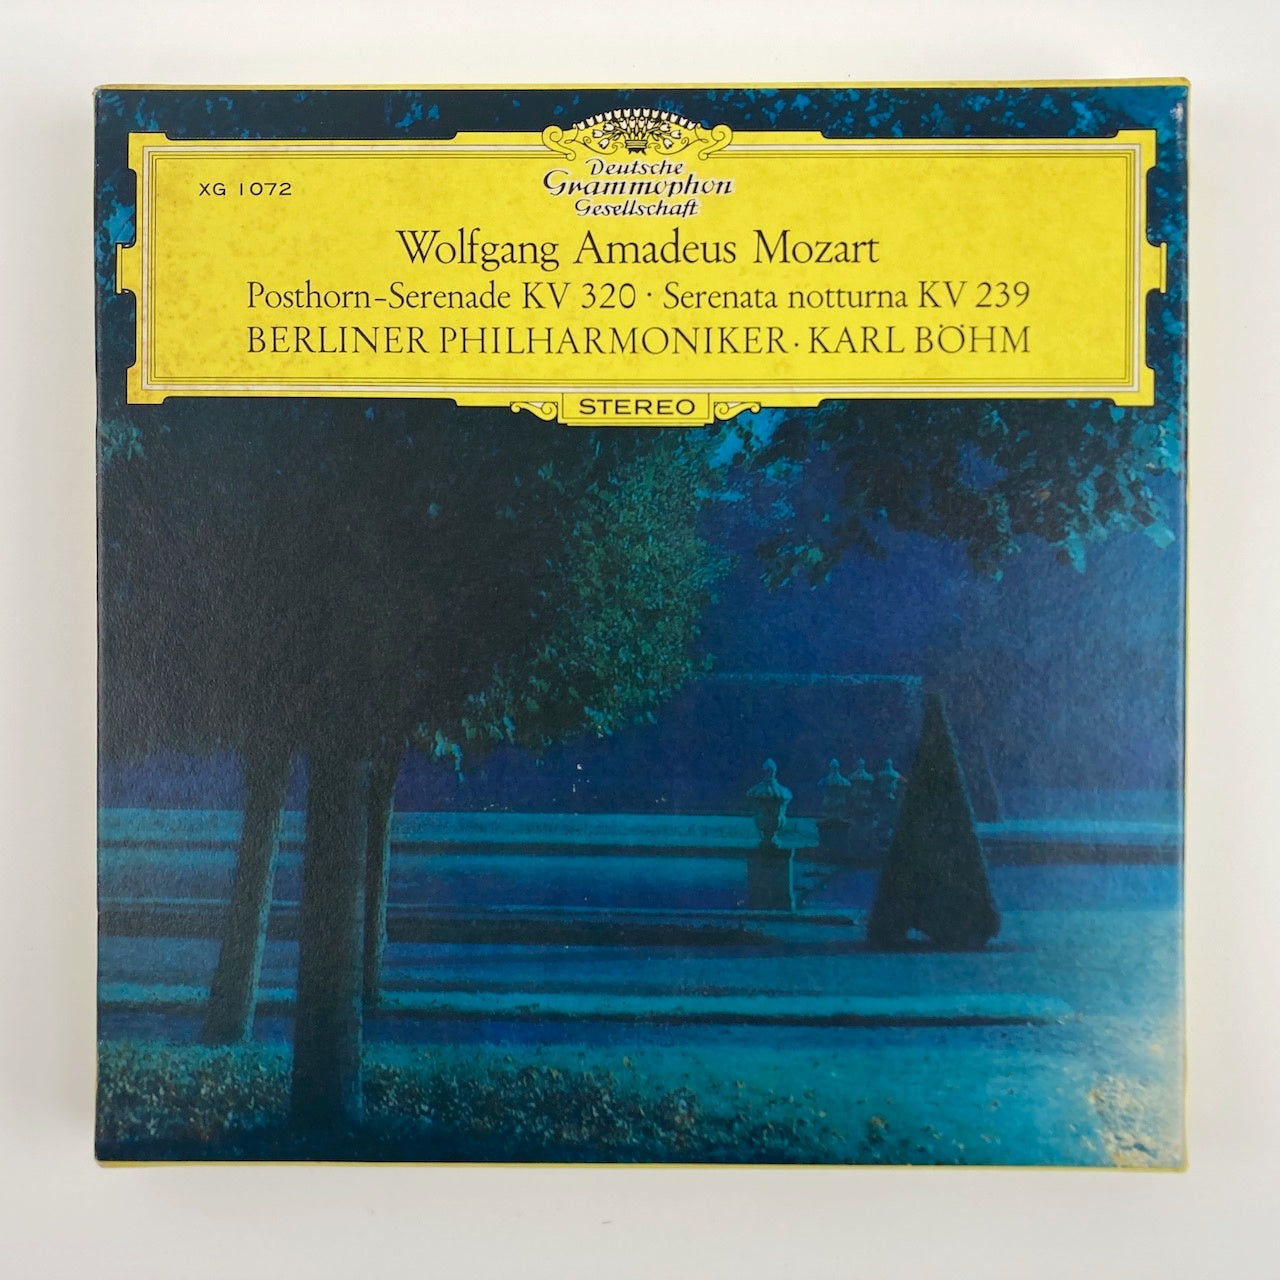 Deutsche
Grammophon
Gesellschaft
XG 1072
Wolfgang Amadeus Mozart
Posthorn-Serenade KV 320 · Serenata notturna KV 239
BERLINER PHILHARMONIKER · KARL BÖHM
STEREO